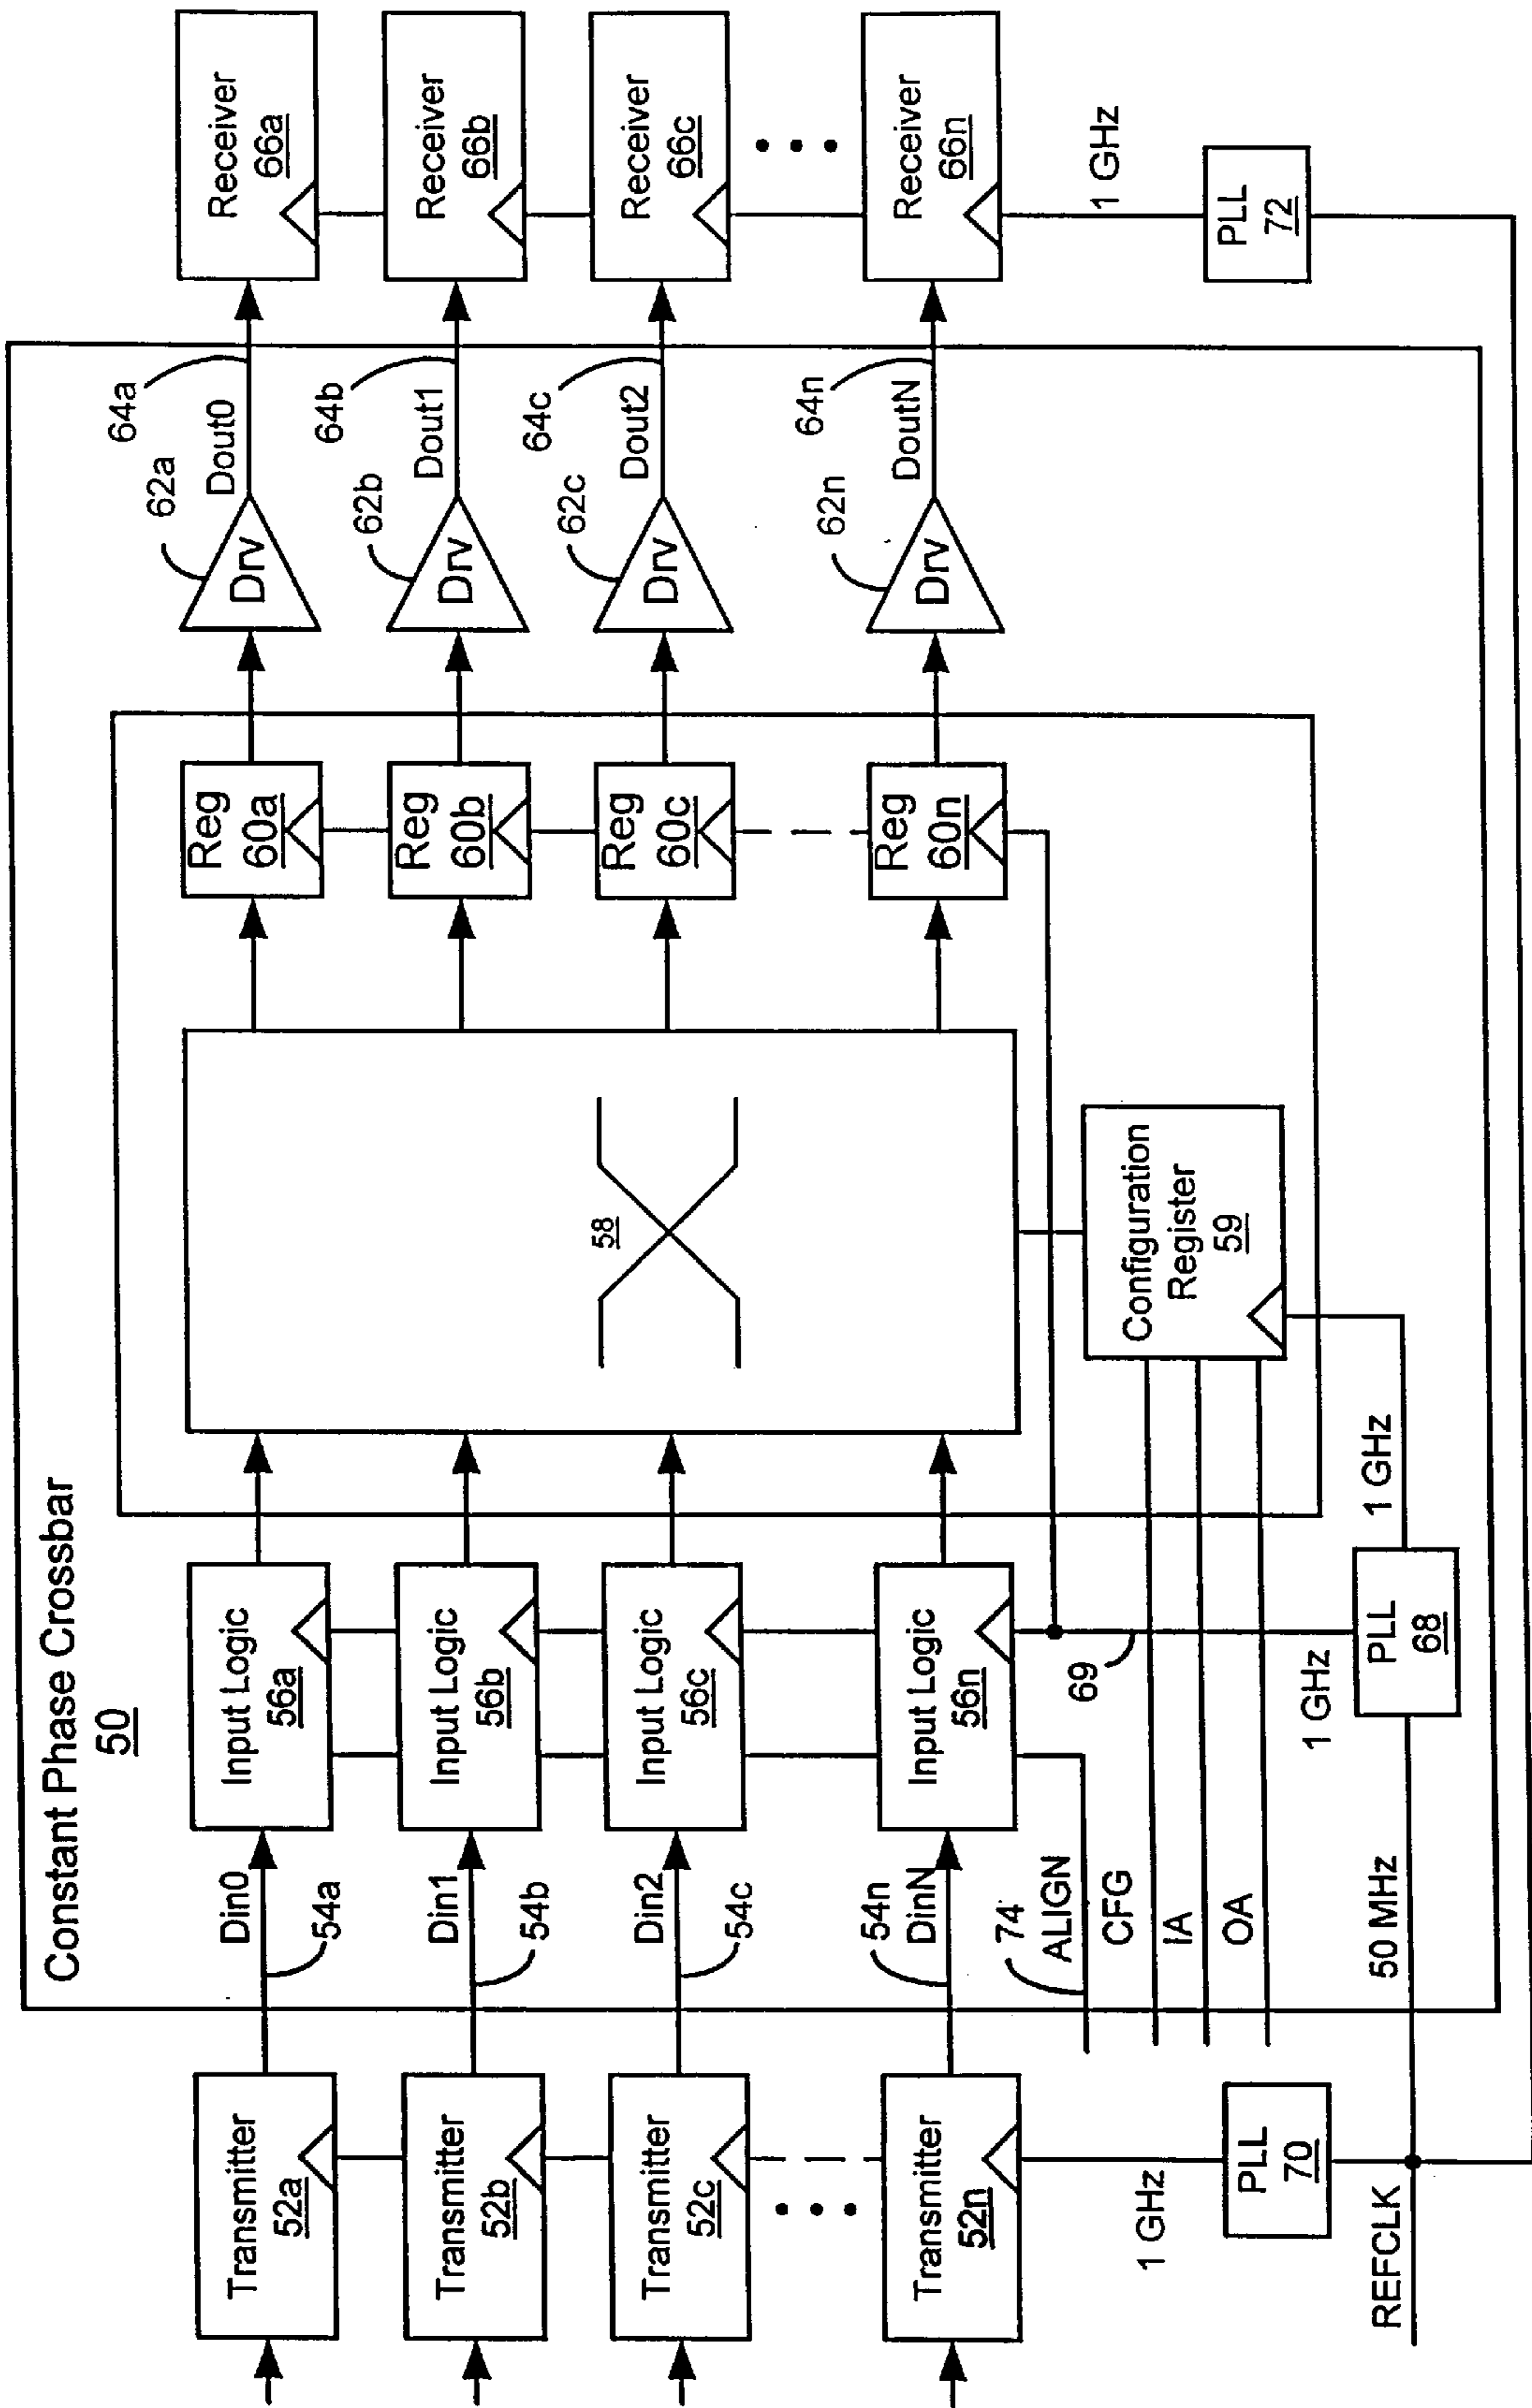 Constant Phase Crossbar
50
Transmitter
52a
Din0
54a
Input Logic
56a
Reg
60a
62a
Drv
Dout0
64a
Receiver
66a
Transmitter
52b
Din1
54b
Input Logic
56b
Reg
60b
62b
Drv
Dout1
64b
Receiver
66b
Transmitter
52c
Din2
54c
Input Logic
56c
58
Reg
60c
62c
Drv
Dout2
64c
Receiver
66c
Transmitter
52n
54n
DinN
Input Logic
56n
Reg
60n
62n
Drv
DoutN
64n
Receiver
66n
74
ALIGN
CFG
IA
OA
69
Configuration
Register
59
1 GHz
PLL
70
REFCLK
50 MHz
1 GHz
PLL
68
1 GHz
1 GHz
PLL
72